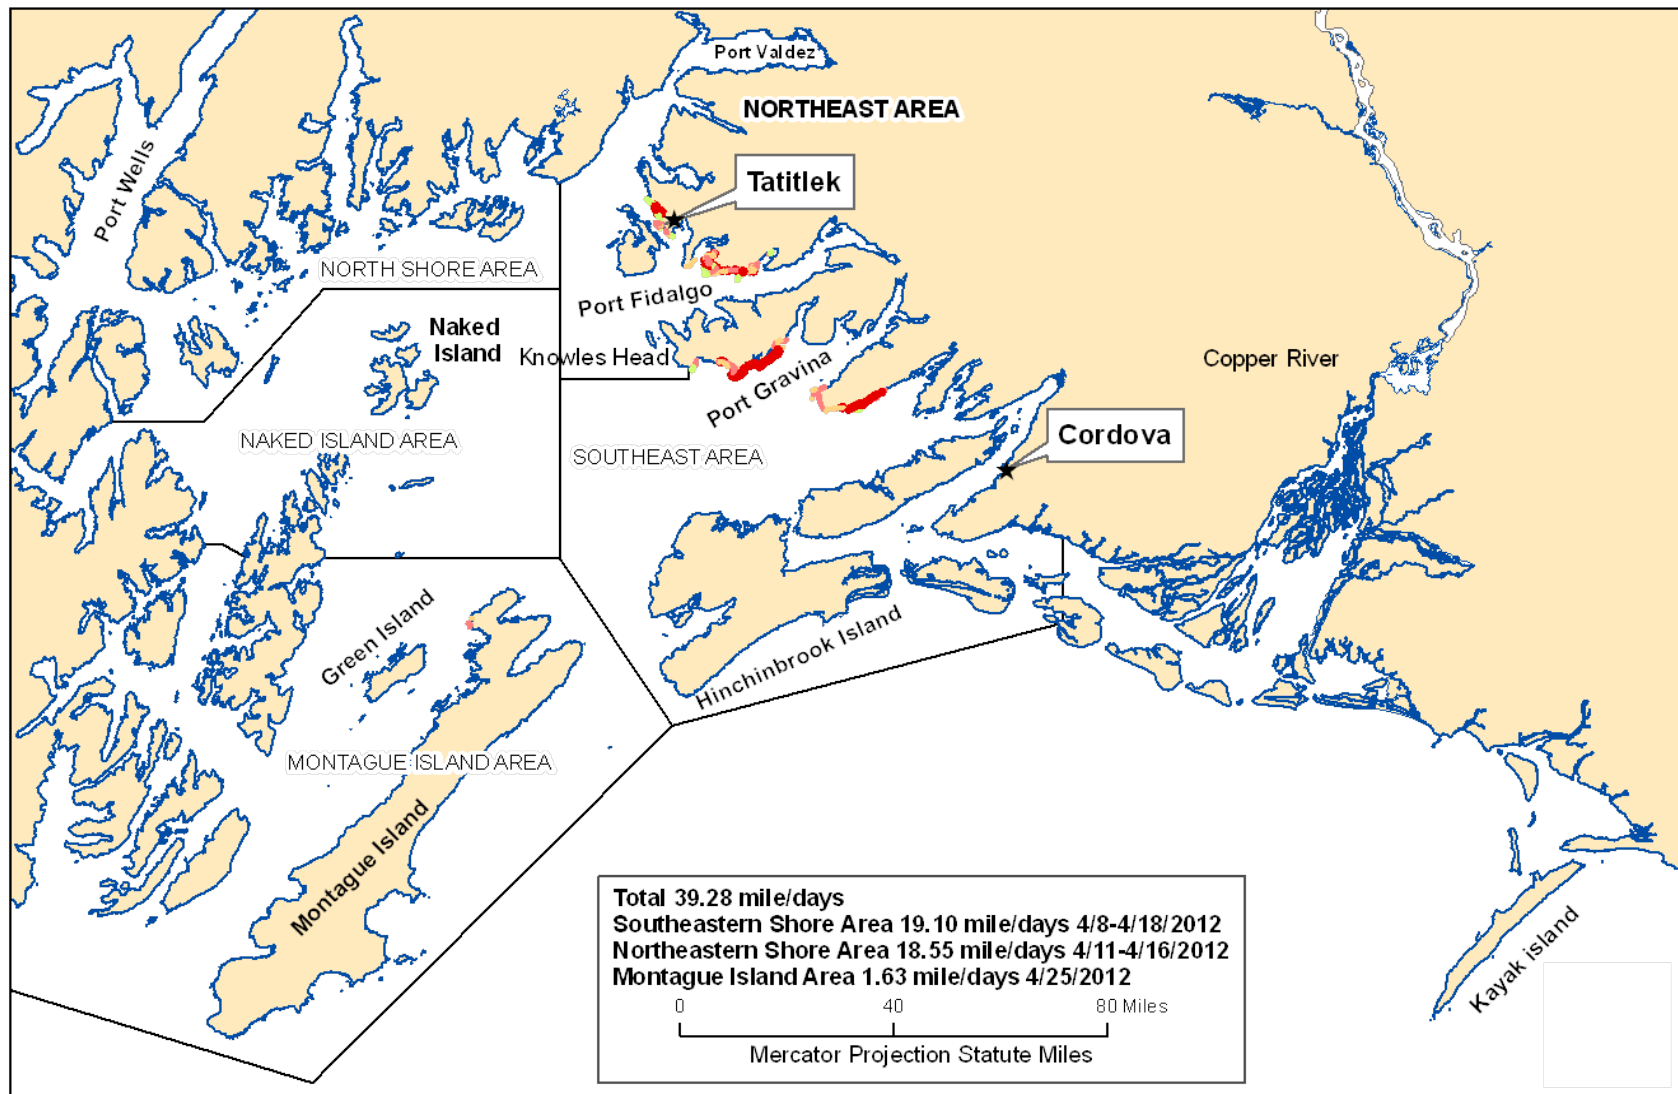 Port Valdez
NORTHEAST AREA
Port Wells
Tatitlek
NORTH SHORE AREA
Port Fidalgo
Naked
Island
Knowles Head
Copper River
Port Gravina
NAKED ISLAND AREA
SOUTHEAST AREA
Cordova
Green Island
Hinchinbrook Island
MONTAGUE ISLAND AREA
Montague Island
Kayak island
Total 39.28 mile/days
Southeastern Shore Area 19.10 mile/days 4/8-4/18/2012
Northeastern Shore Area 18.55 mile/days 4/11-4/16/2012
Montague Island Area 1.63 mile/days 4/25/2012
0 40 80 Miles
Mercator Projection Statute Miles